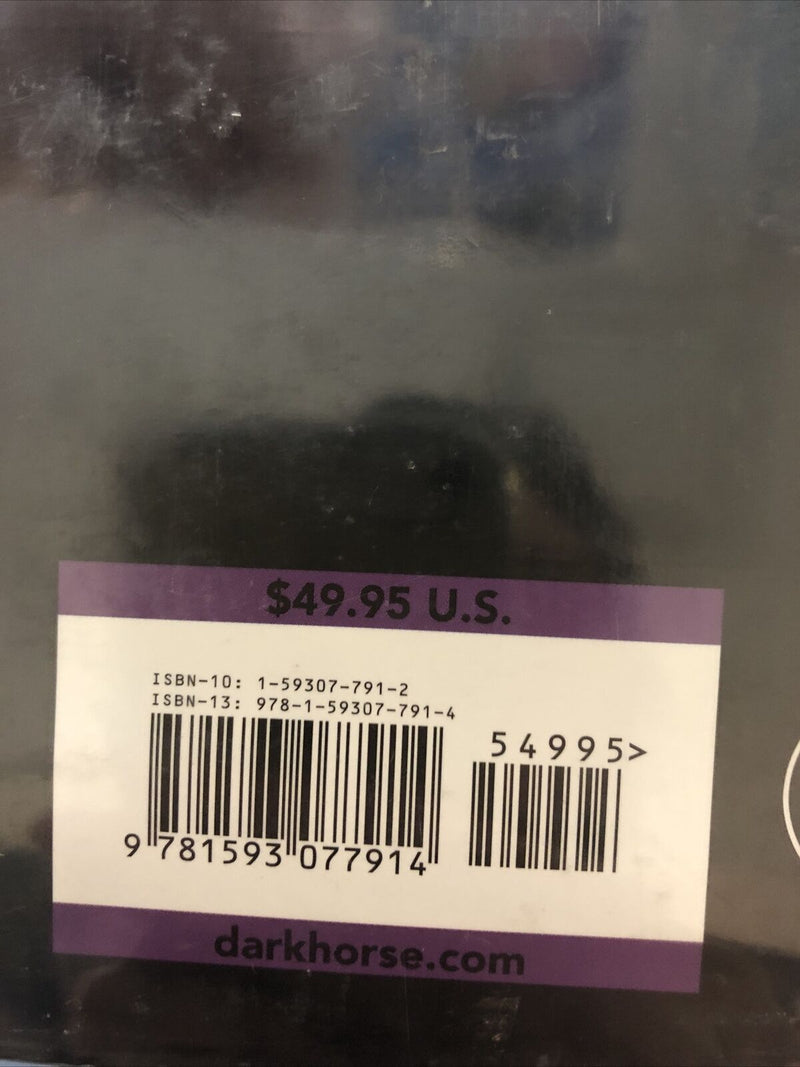 $49.95 U.S.
ISBN-10: 1-59307-791-2
ISBN-13: 978-1-59307-791-4
54995>
9 781593 077914
darkhorse.com